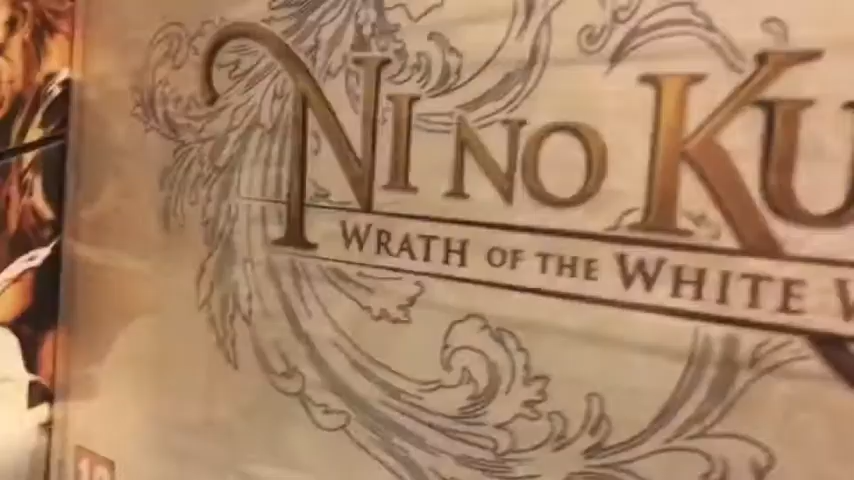 NI NO KU
WRATH OF THE WHITE W